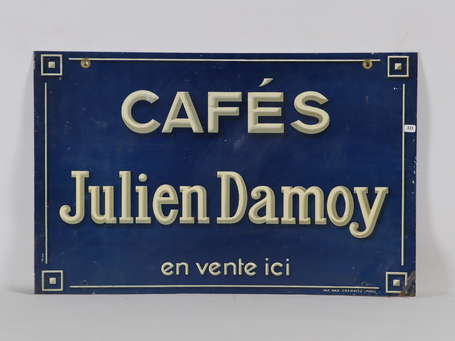 CAFÉS
Julien Damoy
en vente ici